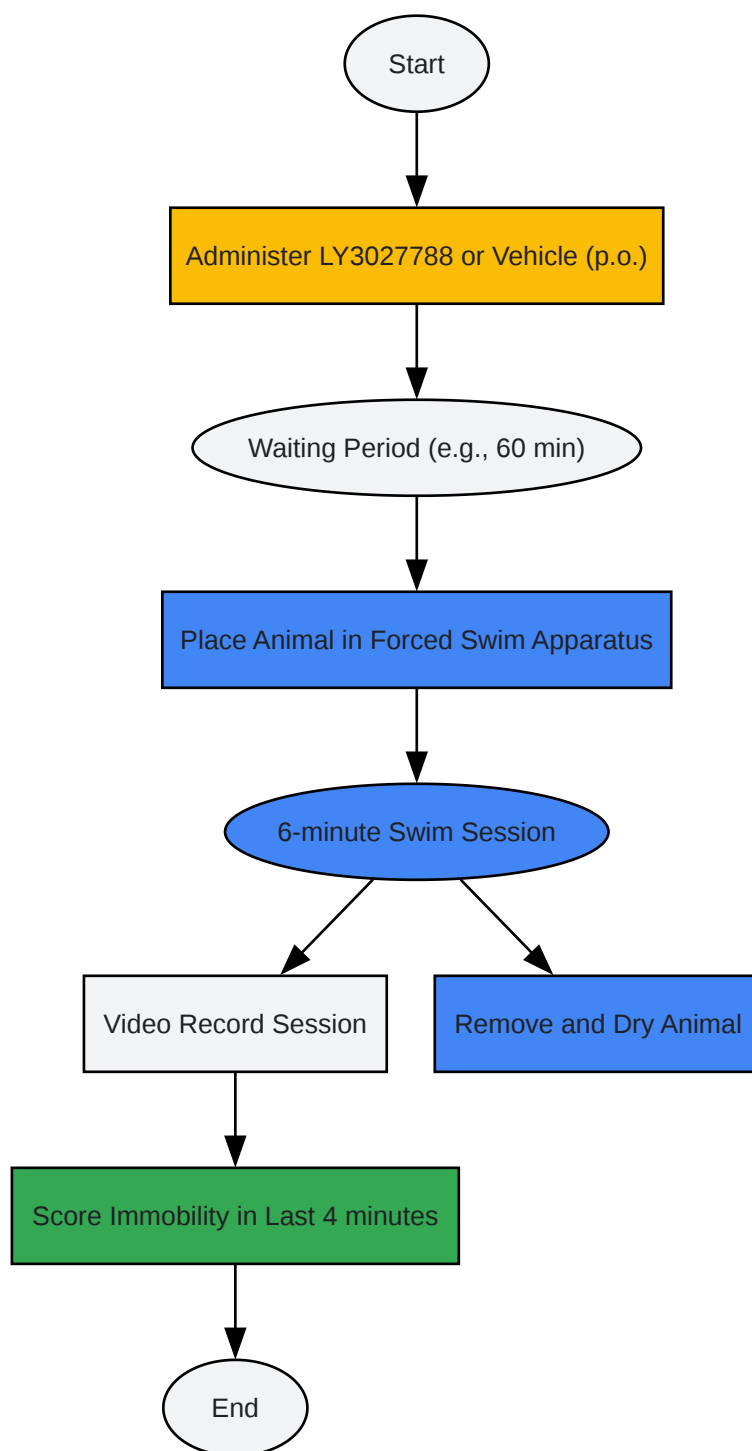 Start
Administer LY3027788 or Vehicle (p.o.)
Waiting Period (e.g., 60 min)
Place Animal in Forced Swim Apparatus
6-minute Swim Session
Video Record Session
Remove and Dry Animal
Score Immobility in Last 4 minutes
End